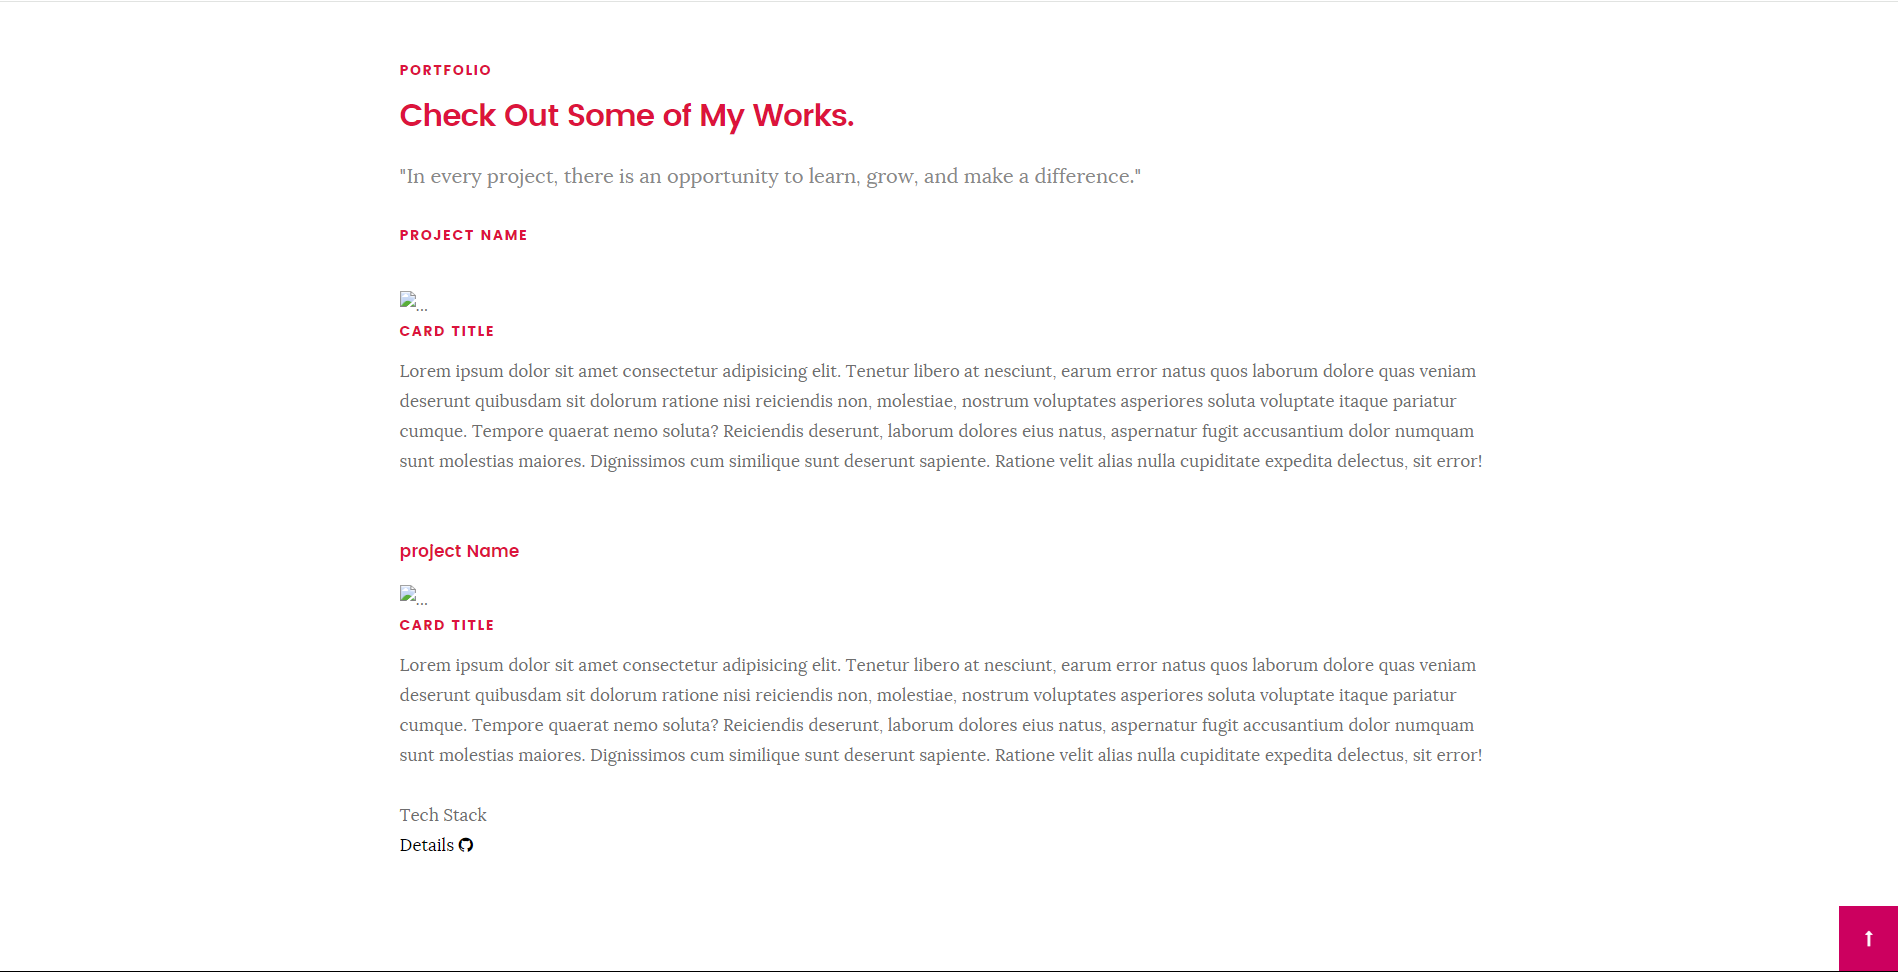 PORTFOLIO
Check Out Some of My Works.
"In every project, there is an opportunity to learn, grow, and make a difference."
PROJECT NAME
...
CARD TITLE
Lorem ipsum dolor sit amet consectetur adipisicing elit. Tenetur libero at nesciunt, earum error natus quos laborum dolore quas veniam
deserunt quibusdam sit dolorum ratione nisi reiciendis non, molestiae, nostrum voluptates asperiores soluta voluptate itaque pariatur
cumque. Tempore quaerat nemo soluta? Reiciendis deserunt, laborum dolores eius natus, aspernatur fugit accusantium dolor numquam
sunt molestias maiores. Dignissimos cum similique sunt deserunt sapiente. Ratione velit alias nulla cupiditate expedita delectus, sit error!
project Name
...
CARD TITLE
Lorem ipsum dolor sit amet consectetur adipisicing elit. Tenetur libero at nesciunt, earum error natus quos laborum dolore quas veniam
deserunt quibusdam sit dolorum ratione nisi reiciendis non, molestiae, nostrum voluptates asperiores soluta voluptate itaque pariatur
cumque. Tempore quaerat nemo soluta? Reiciendis deserunt, laborum dolores eius natus, aspernatur fugit accusantium dolor numquam
sunt molestias maiores. Dignissimos cum similique sunt deserunt sapiente. Ratione velit alias nulla cupiditate expedita delectus, sit error!
Tech Stack
Details